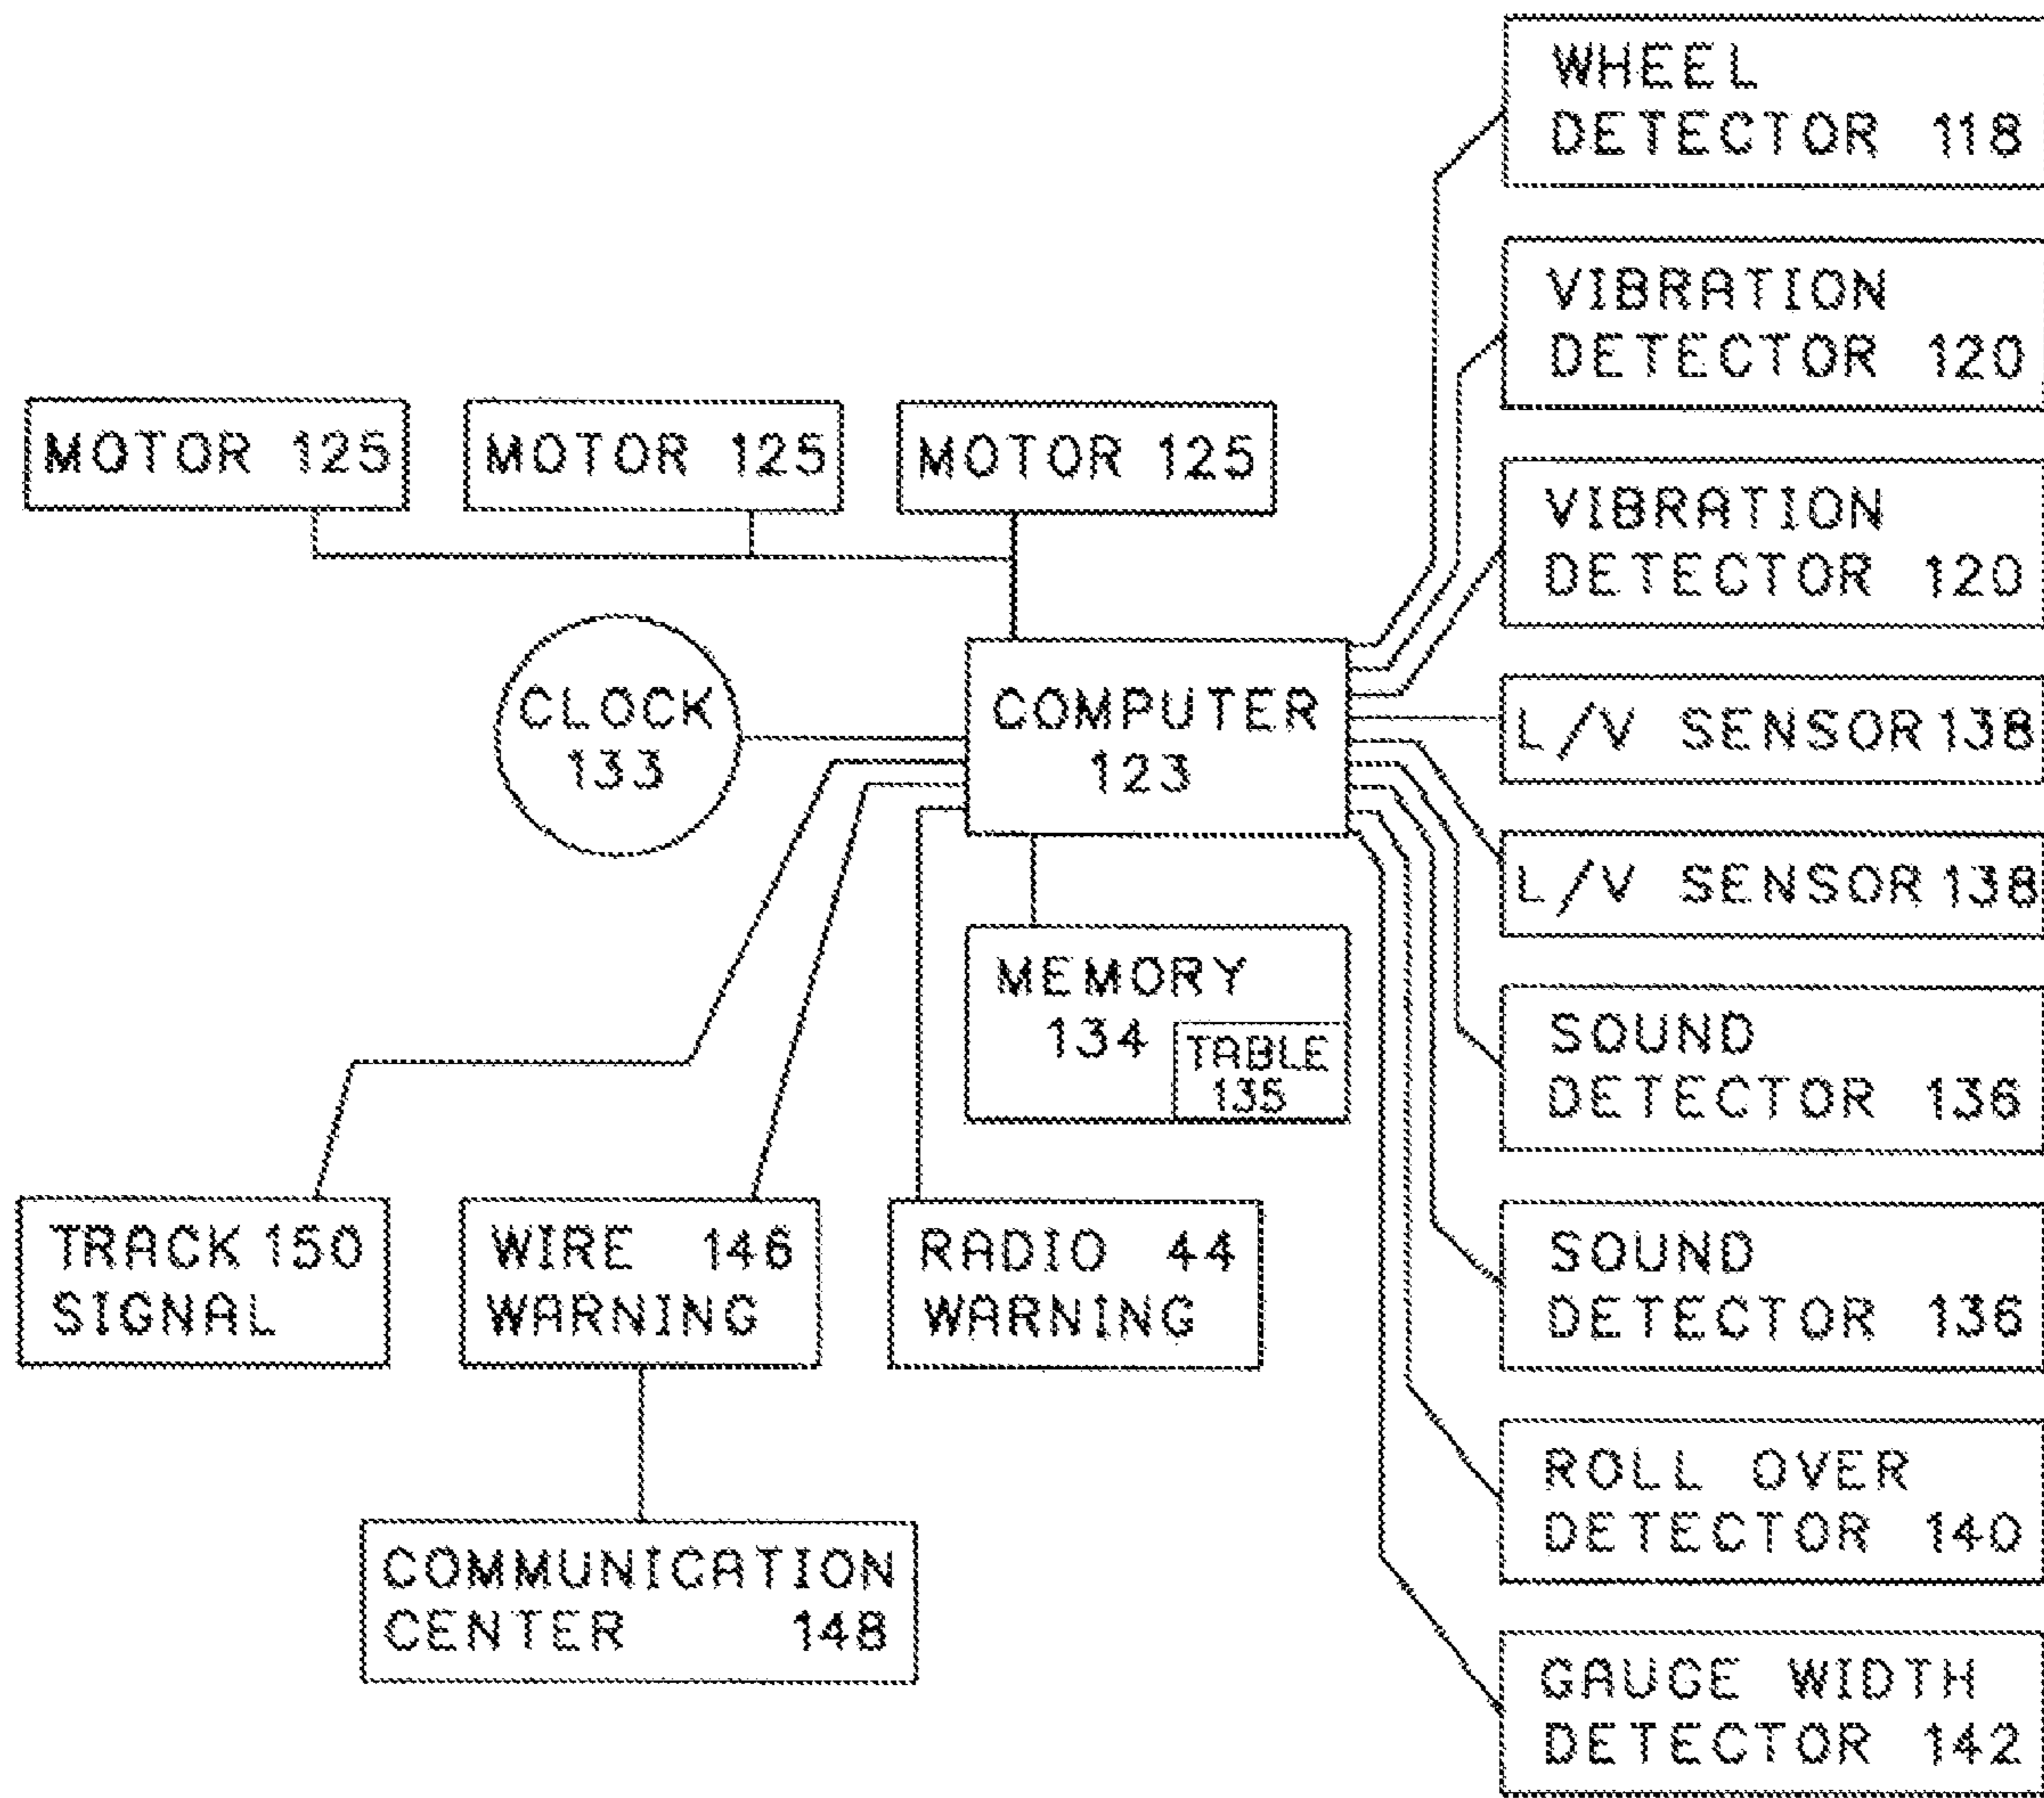 WHEEL
DETECTOR 118
VIBRATION
DETECTOR 120
MOTOR 125
MOTOR 125
MOTOR 125
VIBRATION
DETECTOR 120
CLOCK
133
COMPUTER
123
L/V SENSOR 138
L/V SENSOR 138
MEMORY
134
TABLE
135
SOUND
DETECTOR 136
TRACK 150
SIGNAL
WIRE 146
WARNING
RADIO 44
WARNING
SOUND
DETECTOR 136
ROLL OVER
DETECTOR 140
COMMUNICATION
CENTER 148
GAUGE WIDTH
DETECTOR 142